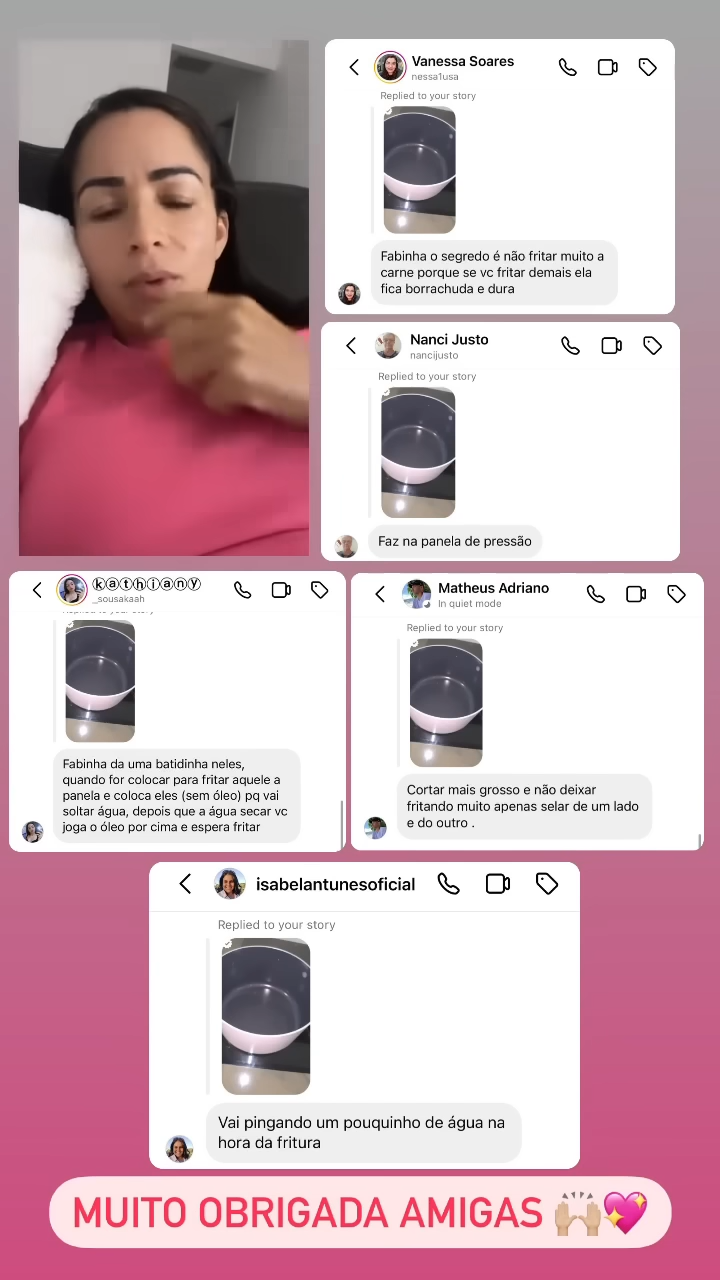 Vanessa Soares
nessa1usa
Replied to your story
Fabinha o segredo é não fritar muito a
carne porque se vc fritar demais ela
fica borrachuda e dura
Nanci Justo
nancijusto
Replied to your story
Faz na panela de pressão
ⓚⓐⓣⓗⓘⓐⓝⓨ
_sousakaah
Replied to your story
Fabinha da uma batidinha neles,
quando for colocar para fritar aquele a
panela e coloca eles (sem óleo) pq vai
soltar água, depois que a água secar vc
joga o óleo por cima e espera fritar
Matheus Adriano
In quiet mode
Replied to your story
Cortar mais grosso e não deixar
fritando muito apenas selar de um lado
e do outro .
isabelantunesoficial
Replied to your story
Vai pingando um pouquinho de água na
hora da fritura
MUITO OBRIGADA AMIGAS 🙌🏼💖